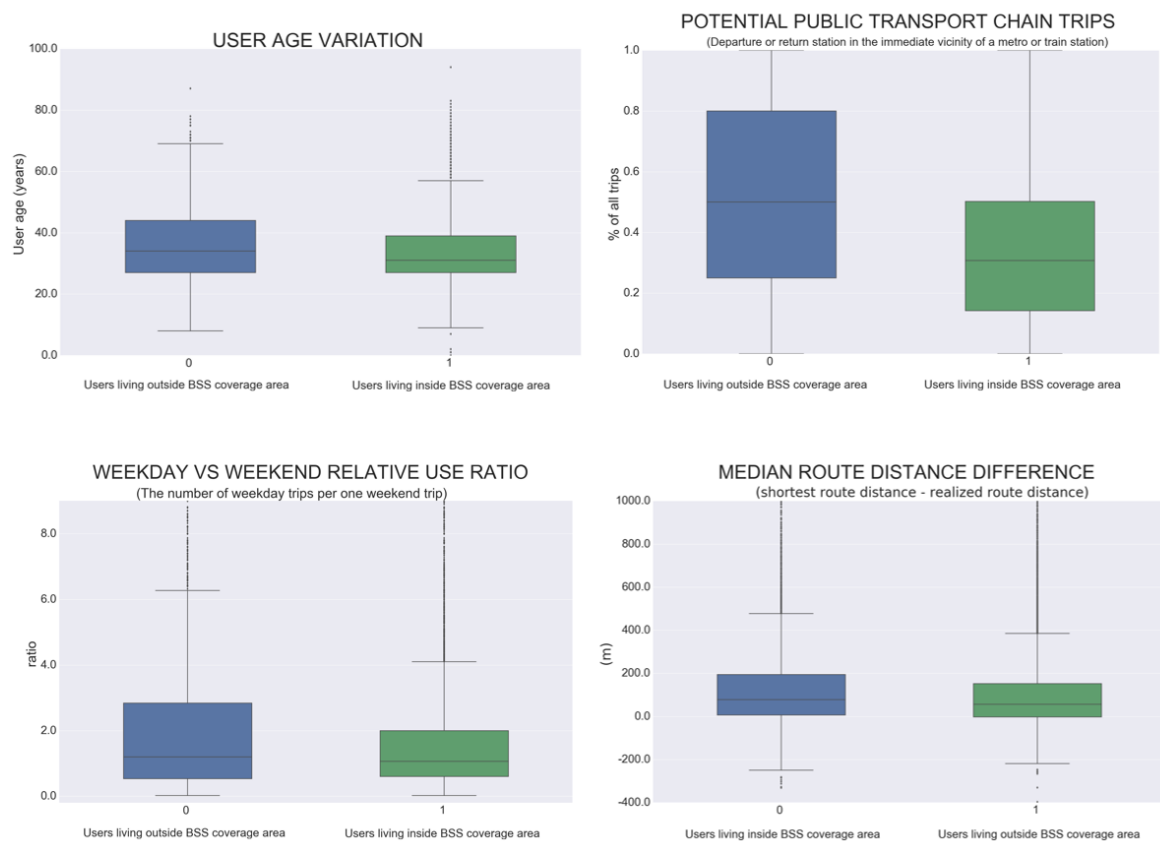 USER AGE VARIATION
100.0
80.0
60.0
40.0
20.0
0.0
User age (years)
0
1
Users living outside BSS coverage area
Users living inside BSS coverage area
POTENTIAL PUBLIC TRANSPORT CHAIN TRIPS
(Departure or return station in the immediate vicinity of a metro or train station)
1.0
0.8
0.6
0.4
0.2
0.0
% of all trips
0
1
Users living outside BSS coverage area
Users living inside BSS coverage area
WEEKDAY VS WEEKEND RELATIVE USE RATIO
(The number of weekday trips per one weekend trip)
8.0
6.0
4.0
2.0
0.0
ratio
0
1
Users living outside BSS coverage area
Users living inside BSS coverage area
MEDIAN ROUTE DISTANCE DIFFERENCE
(shortest route distance - realized route distance)
1000.0
800.0
600.0
400.0
200.0
0.0
-200.0
-400.0
(m)
0
1
Users living inside BSS coverage area
Users living outside BSS coverage area